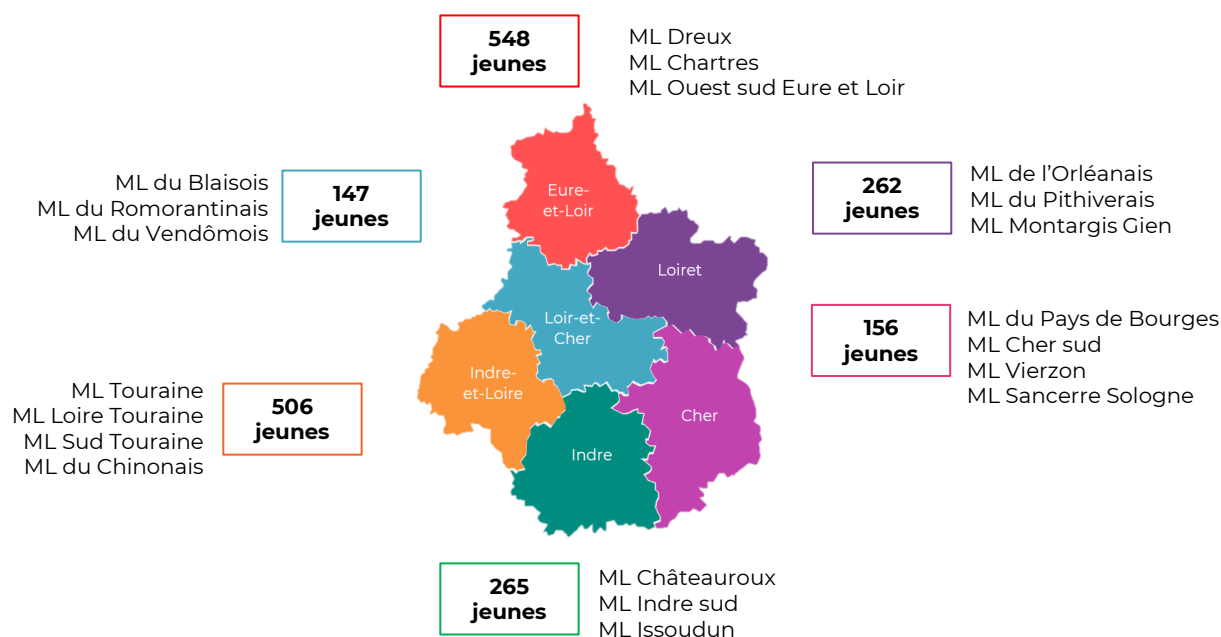 548
jeunes
ML Dreux
ML Chartres
ML Ouest sud Eure et Loir
ML du Blaisois
ML du Romorantinais
ML du Vendômois
147
jeunes
Eure-
et-Loir
262
jeunes
ML de l’Orléanais
ML du Pithiverais
ML Montargis Gien
Loiret
Loir-et-
Cher
156
jeunes
ML du Pays de Bourges
ML Cher sud
ML Vierzon
ML Sancerre Sologne
ML Touraine
ML Loire Touraine
ML Sud Touraine
ML du Chinonais
506
jeunes
Indre-
et-Loire
Cher
Indre
265
jeunes
ML Châteauroux
ML Indre sud
ML Issoudun